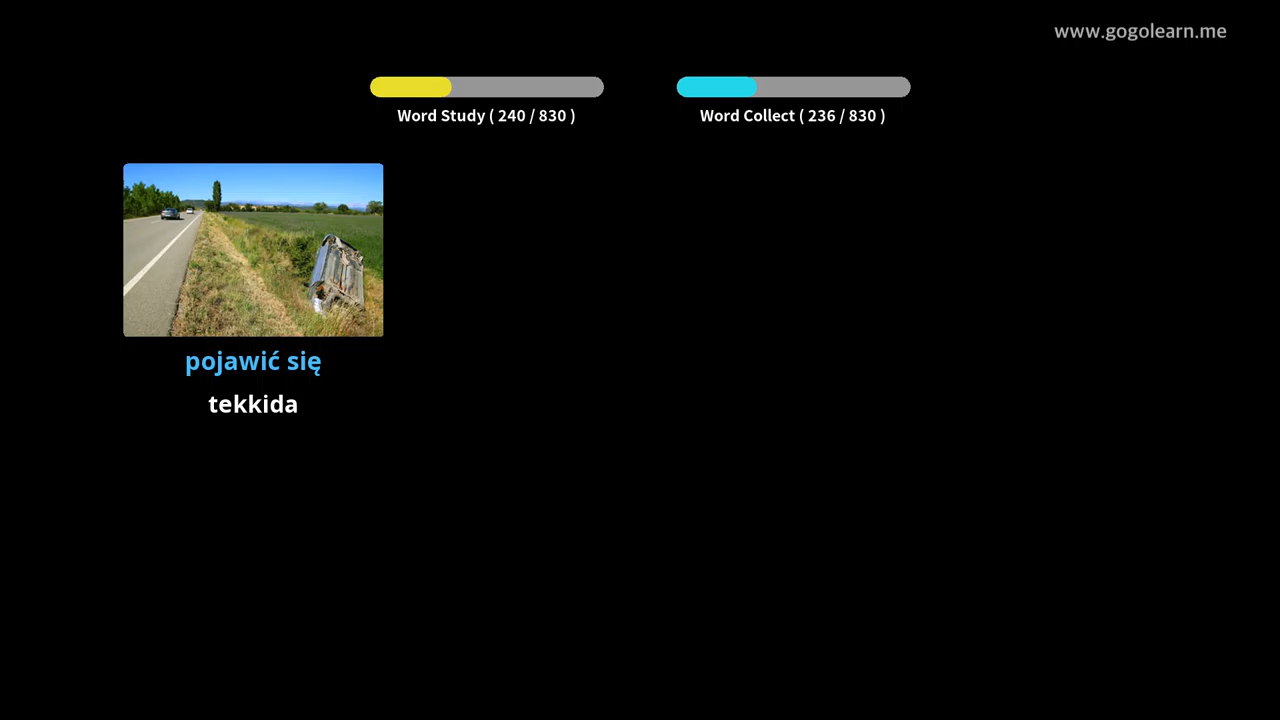 www.gogolearn.me
Word Study ( 240 / 830 )
Word Collect ( 236 / 830 )
pojawić się
tekkida